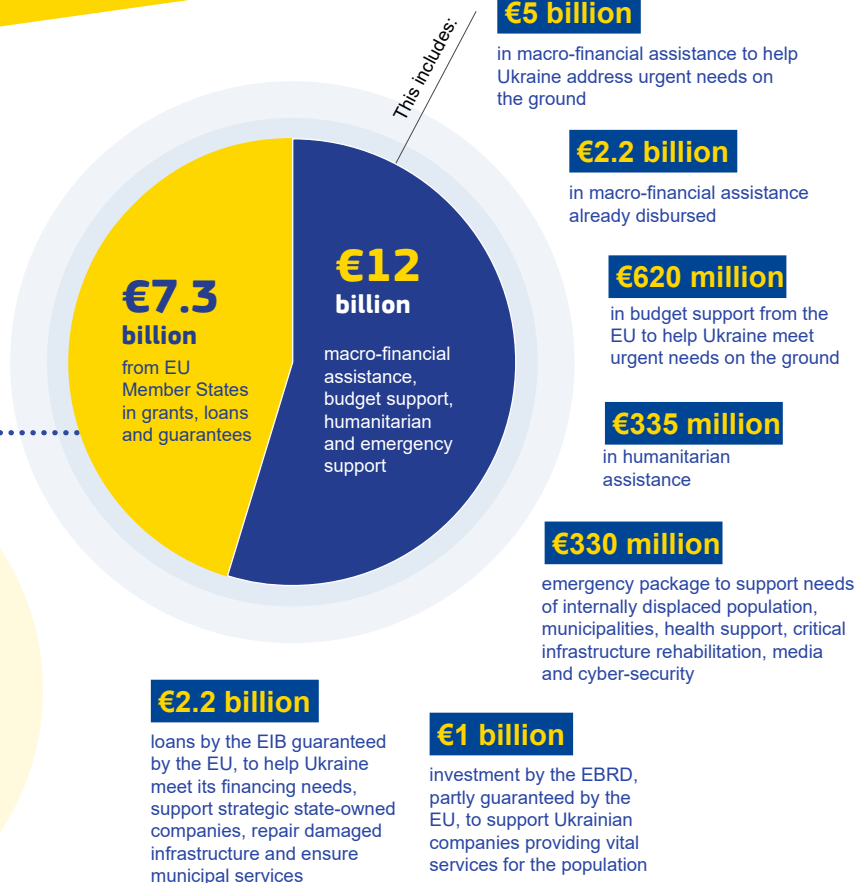 This includes:
€5 billion
in macro-financial assistance to help
Ukraine address urgent needs on
the ground
€2.2 billion
in macro-financial assistance
already disbursed
€620 million
in budget support from the
EU to help Ukraine meet
urgent needs on the ground
€335 million
in humanitarian
assistance
€330 million
emergency package to support needs
of internally displaced population,
municipalities, health support, critical
infrastructure rehabilitation, media
and cyber-security
€7.3
billion
from EU
Member States
in grants, loans
and guarantees
€12
billion
macro-financial
assistance,
budget support,
humanitarian
and emergency
support
€2.2 billion
loans by the EIB guaranteed
by the EU, to help Ukraine
meet its financing needs,
support strategic state-owned
companies, repair damaged
infrastructure and ensure
municipal services
€1 billion
investment by the EBRD,
partly guaranteed by the
EU, to support Ukrainian
companies providing vital
services for the population